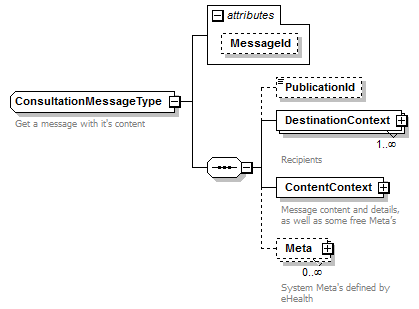 attributes
MessageId
ConsultationMessageType
Get a message with it's content
PublicationId
DestinationContext
1..∞
Recipients
ContentContext
Message content and details,
as well as some free Meta's
Meta
0..∞
System Meta's defined by
eHealth